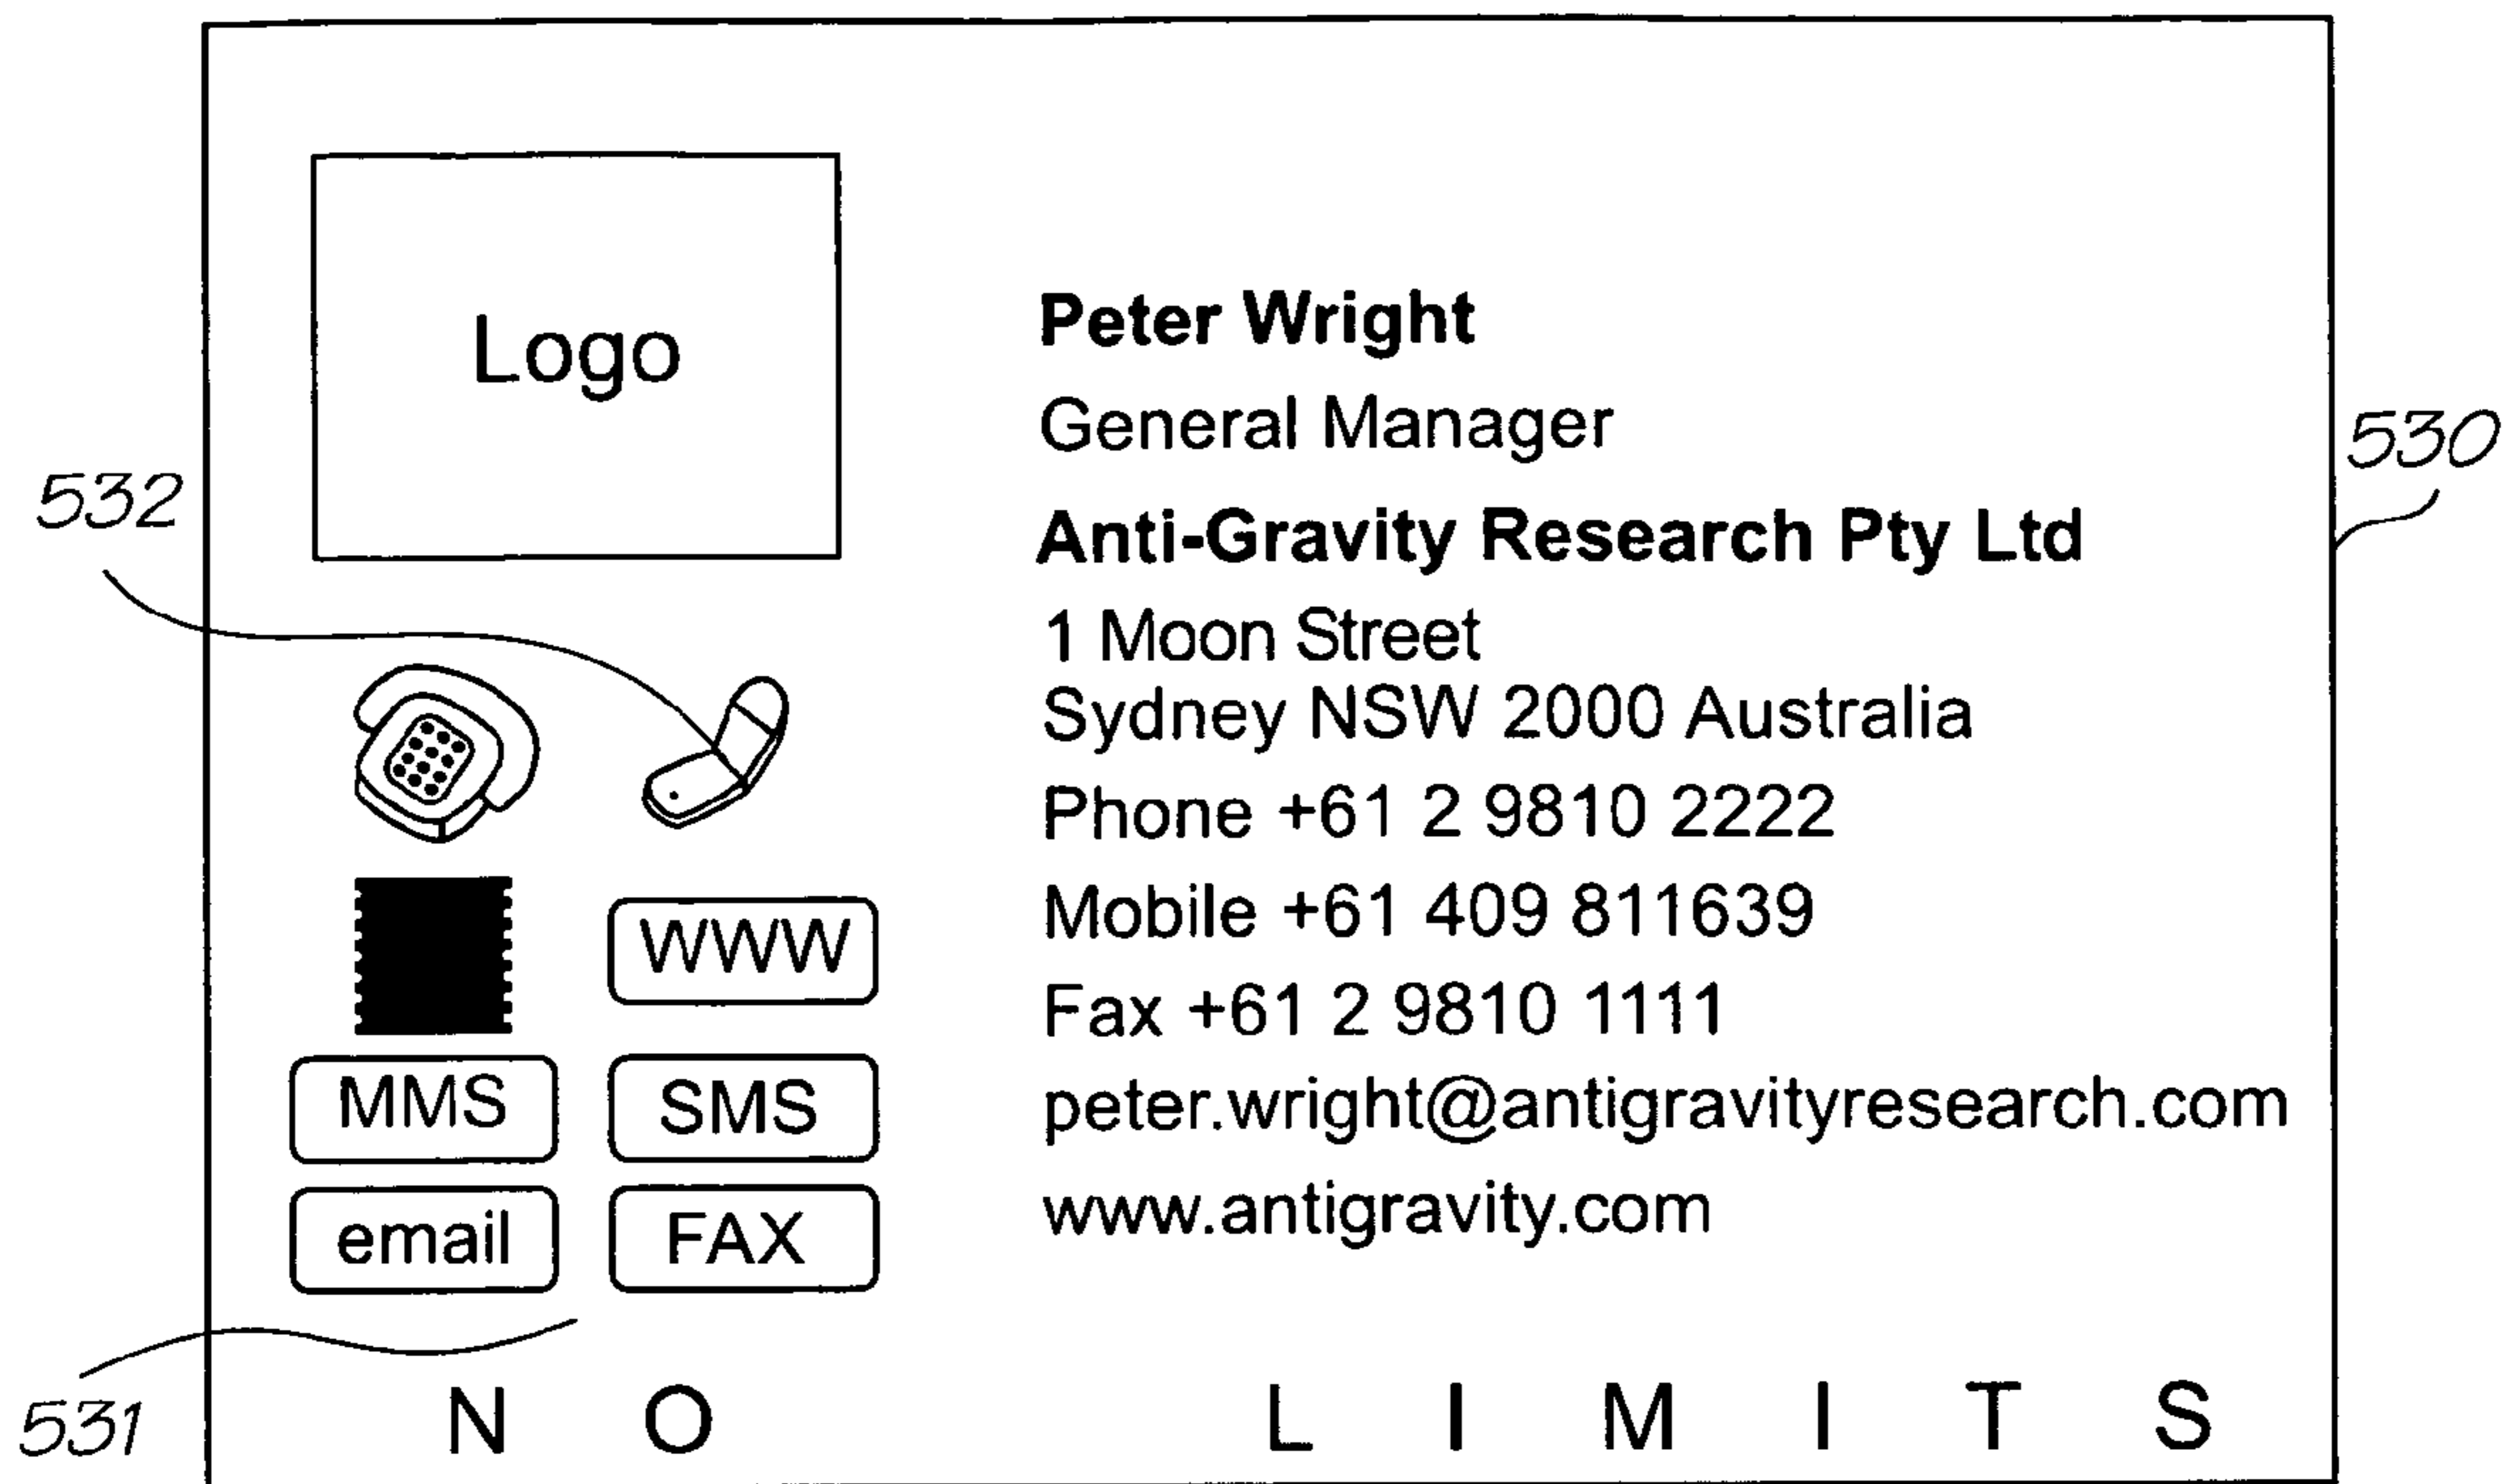 Logo
Peter Wright
General Manager
530
532
Anti-Gravity Research Pty Ltd
1 Moon Street
Sydney NSW 2000 Australia
Phone +61 2 9810 2222
Mobile +61 409 811639
WWW
Fax +61 2 9810 1111
MMS SMS
peter.wright@antigravityresearch.com
email FAX
www.antigravity.com
531
NO LIMITS